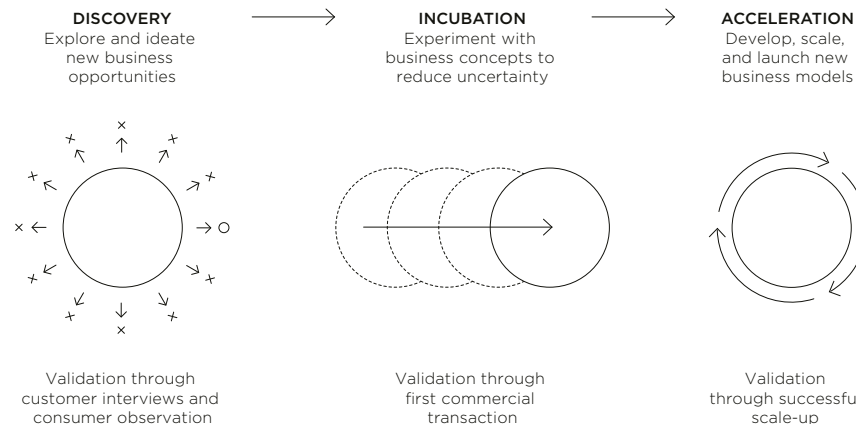 DISCOVERY
Explore and ideate
new business
opportunities
INCUBATION
Experiment with
business concepts to
reduce uncertainty
ACCELERATION
Develop, scale,
and launch new
business models
Validation through
customer interviews and
consumer observation
Validation through
first commercial
transaction
Validation
through successfu
scale-up